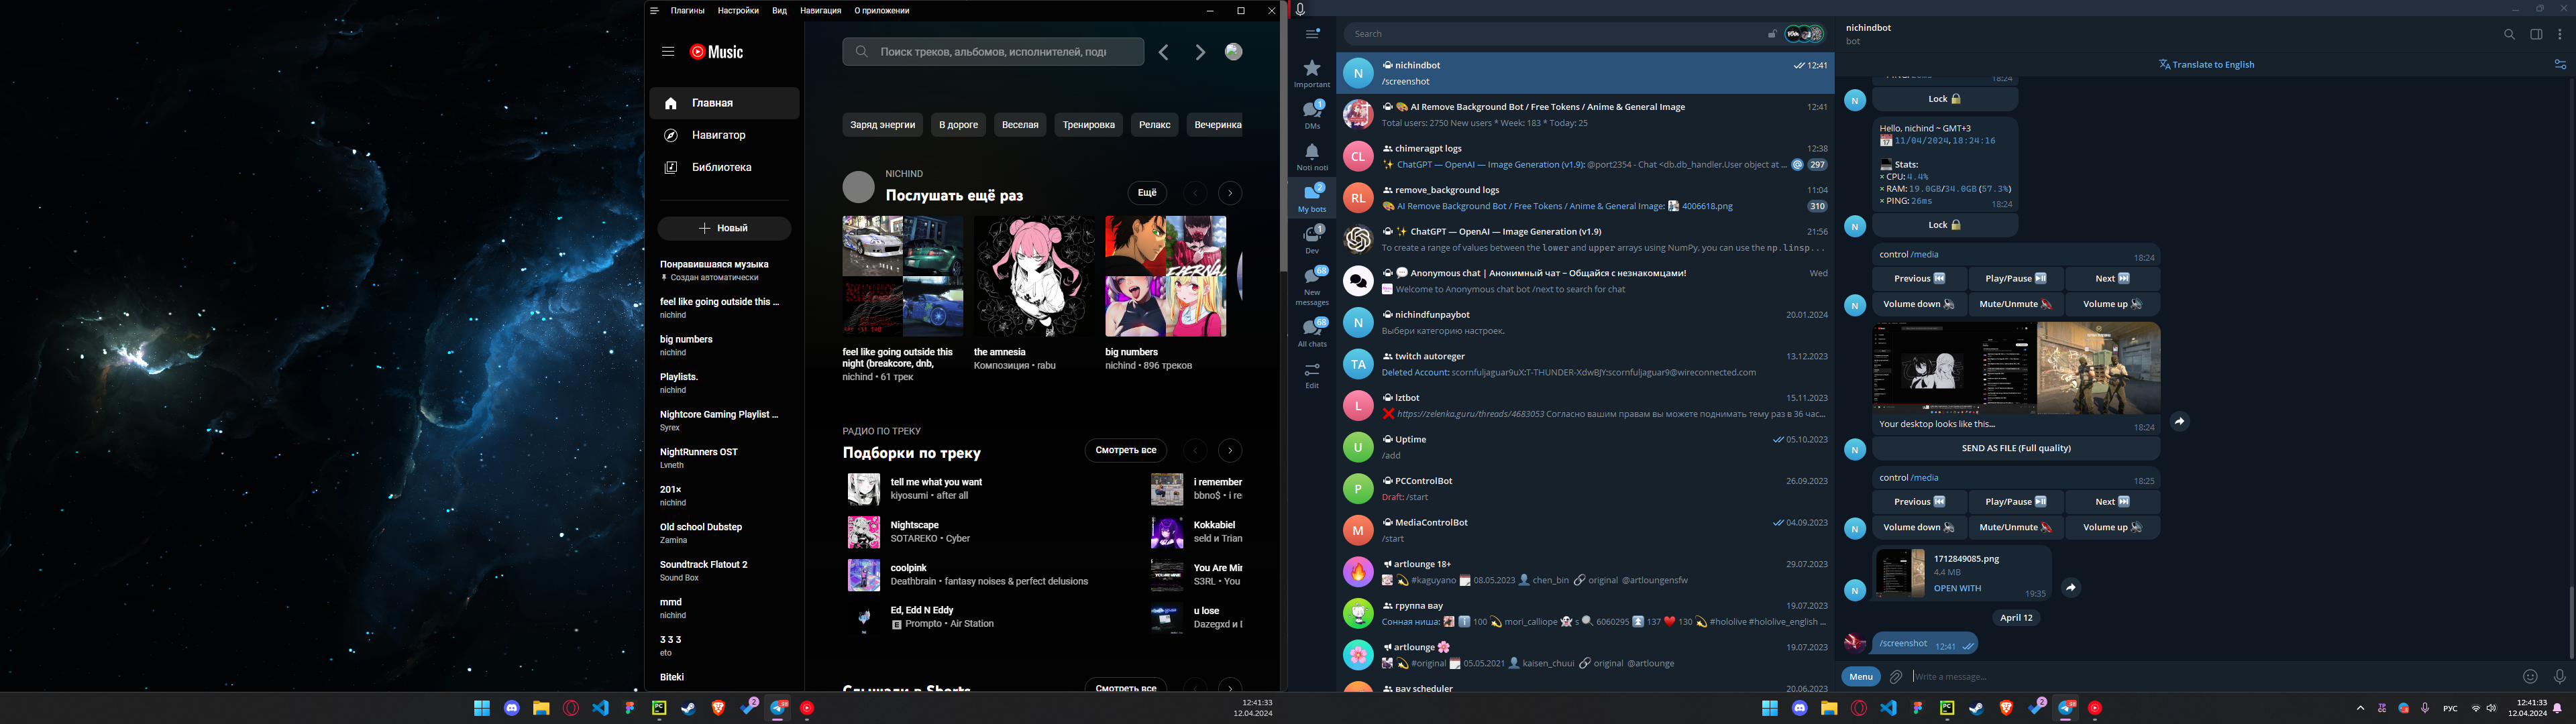 Плагины
Настройки
Вид
Навигация
О приложении
Music
Поиск треков, альбомов, исполнителей, под
Главная
Навигатор
Библиотека
Новый
Понравившаяся музыка
Создан автоматически
feel like going outside this ...
nichind
big numbers
nichind
Playlists.
nichind
Nightcore Gaming Playlist ...
Syrex
NightRunners OST
Lvneth
201×
nichind
Old school Dubstep
Zamina
Soundtrack Flatout 2
Sound Box
mmd
nichind
3 3 3
eto
Biteki
Заряд энергии
В дороге
Веселая
Тренировка
Релакс
Вечеринка
NICHIND
Послушать ещё раз
Ещё
feel like going outside this
night (breakcore, dnb,
nichind • 61 трек
the amnesia
Композиция • rabu
big numbers
nichind • 896 треков
РАДИО ПО ТРЕКУ
Подборки по треку
Смотреть все
tell me what you want
kiyosumi • after all
Nightscape
SOTAREKO • Cyber
coolpink
Deathbrain • fantasy noises & perfect delusions
Ed, Edd N Eddy
E Prompto • Air Station
i remember
bbno$ • i re
Kokkabiel
seld и Trian
You Are Mir
S3RL • You
u lose
Dazegxd и
Слышали в Shorts
Смотреть все
12:41:33
12.04.2024
Search
Important
1
DMs
Noti noti
2
My bots
1
Dev
68
New
messages
68
All chats
Edit
N
nichindbot
12:41
/screenshot
AI Remove Background Bot / Free Tokens / Anime & General Image
12:41
Total users: 2750 New users * Week: 183 * Today: 25
CL
chimeragpt logs
12:38
ChatGPT — OpenAI — Image Generation (v1.9): @port2354 - Chat <db.db_handler.User object at ...
@ 297
RL
remove_background logs
11:04
AI Remove Background Bot / Free Tokens / Anime & General Image: 4006618.png
310
ChatGPT — OpenAI — Image Generation (v1.9)
21:56
To create a range of values between the lower and upper arrays using NumPy, you can use the np.linsp...
Anonymous chat | Анонимный чат – Общайся с незнакомцами!
Wed
Welcome to Anonymous chat bot /next to search for chat
N
nichindfunpaybot
20.01.2024
Выбери категорию настроек.
TA
twitch autoreger
13.12.2023
Deleted Account: scornfuljaguar9uX:T-THUNDER-XdwBJY:scornfuljaguar9@wireconnected.com
L
lztbot
15.11.2023
https://zelenka.guru/threads/4683053 Согласно вашим правам вы можете поднимать тему раз в 36 час...
U
Uptime
05.10.2023
/add
P
PCControlBot
26.09.2023
Draft: /start
M
MediaControlBot
04.09.2023
/start
artlounge 18+
29.07.2023
#kaguyano 08.05.2023 chen_bin original @artloungensfw
группа вау
19.07.2023
Сонная ниша: 100 mori_calliope s 6060295 137 130 #hololive #hololive_english ...
artlounge
19.07.2023
#original 05.05.2021 kaisen_chuui original @artlounge
вау scheduler
20.06.2023
nichindbot
bot
Translate to English
18:24
Lock
Hello, nichind ~ GMT+3
11/04/2024, 18:24:16
Stats:
× CPU: 4.4%
× RAM: 19.0GB/34.0GB (57.3%)
× PING: 26ms
18:24
Lock
control /media
18:24
Previous
Play/Pause
Next
Volume down
Mute/Unmute
Volume up
Your desktop looks like this...
18:24
SEND AS FILE (Full quality)
control /media
18:25
Previous
Play/Pause
Next
Volume down
Mute/Unmute
Volume up
1712849085.png
4.4 MB
OPEN WITH
19:35
April 12
/screenshot
12:41
Menu
Write a message...
РУС
12:41:33
12.04.2024